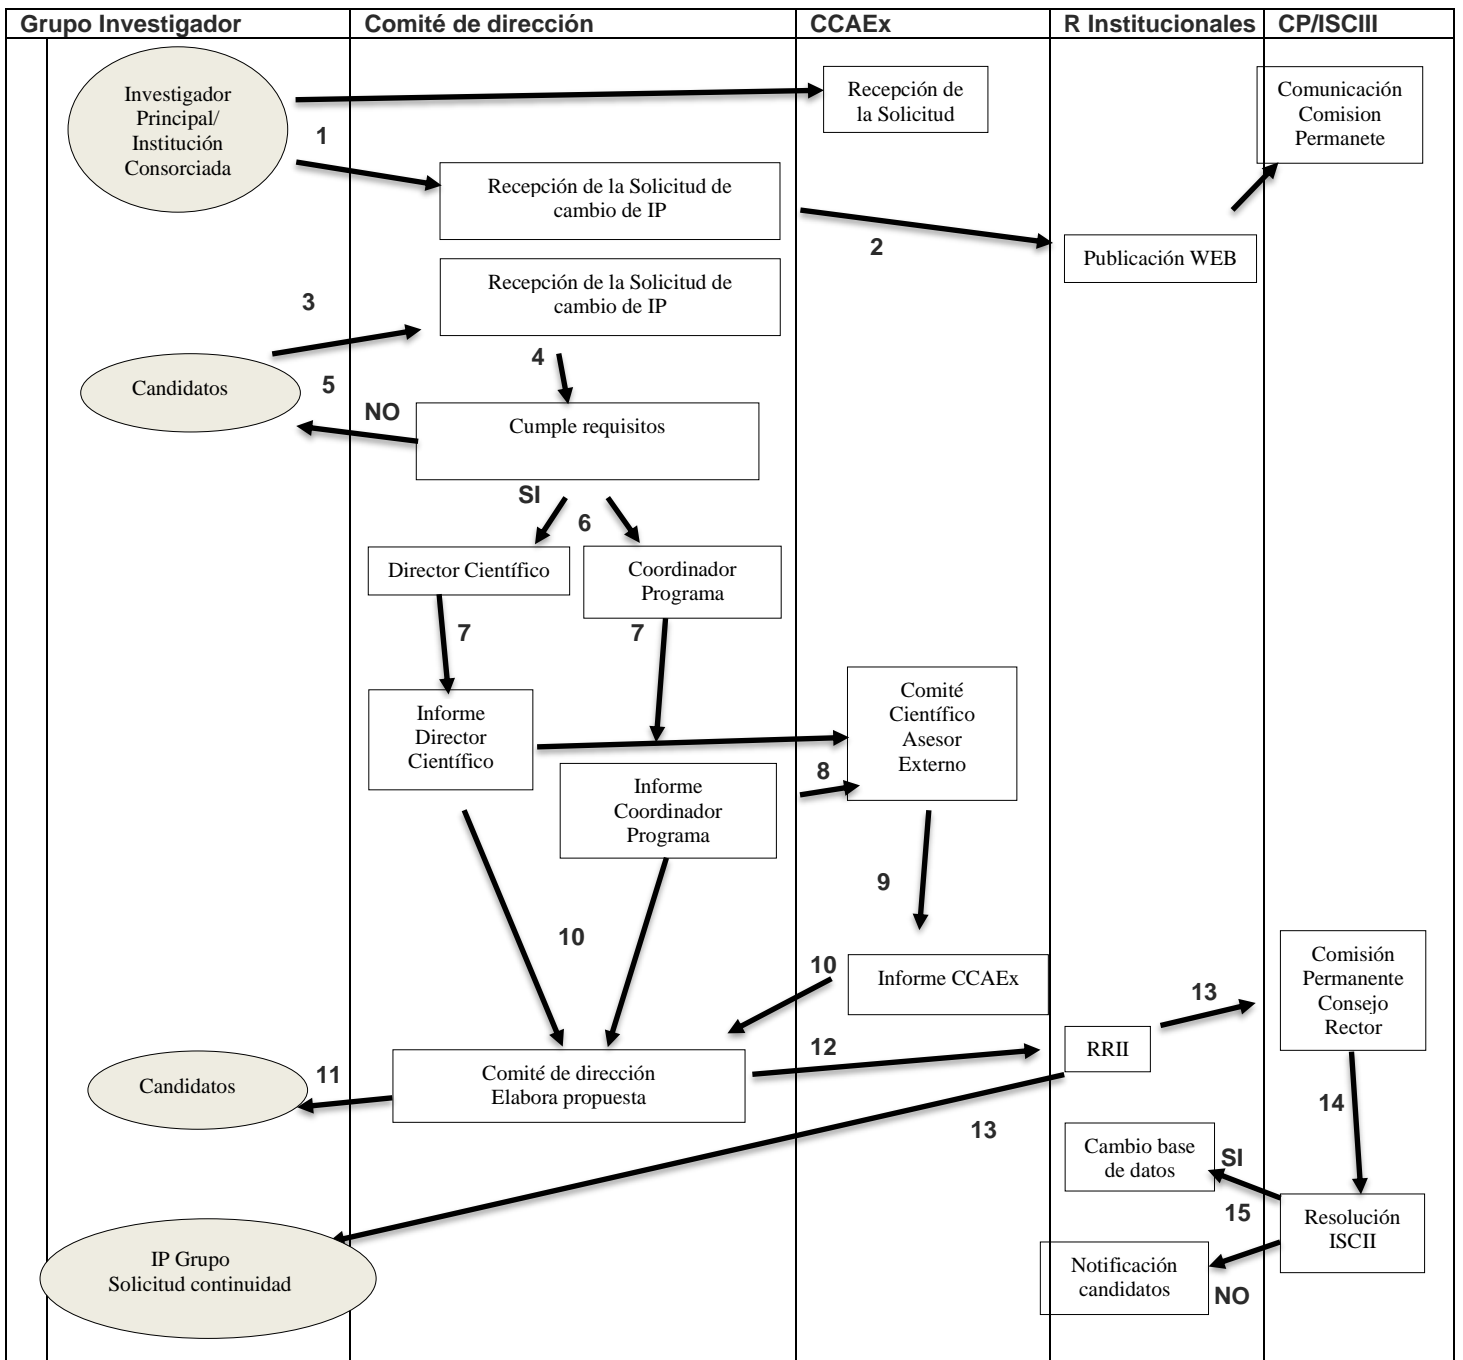 Grupo Investigador
Comité de dirección
CCAEx
R Institucionales
CP/ISCIII
Investigador
Principal/
Institución
Consorciada
1
Recepción de
la Solicitud
Comunicación
Comision
Permanete
Recepción de la Solicitud de
cambio de IP
2
Publicación WEB
Recepción de la Solicitud de
cambio de IP
3
4
Candidatos
5
NO
Cumple requisitos
SI
6
Director Científico
Coordinador
Programa
7
7
Informe
Director
Científico
Comité
Científico
Asesor
Externo
8
Informe
Coordinador
Programa
9
10
10
Informe CCAEx
Comisión
Permanente
Consejo
Rector
13
12
RRII
Candidatos
11
Comité de dirección
Elabora propuesta
13
14
Cambio base
de datos
SI
15
Resolución
ISCII
IP Grupo
Solicitud continuidad
Notificación
candidatos
NO